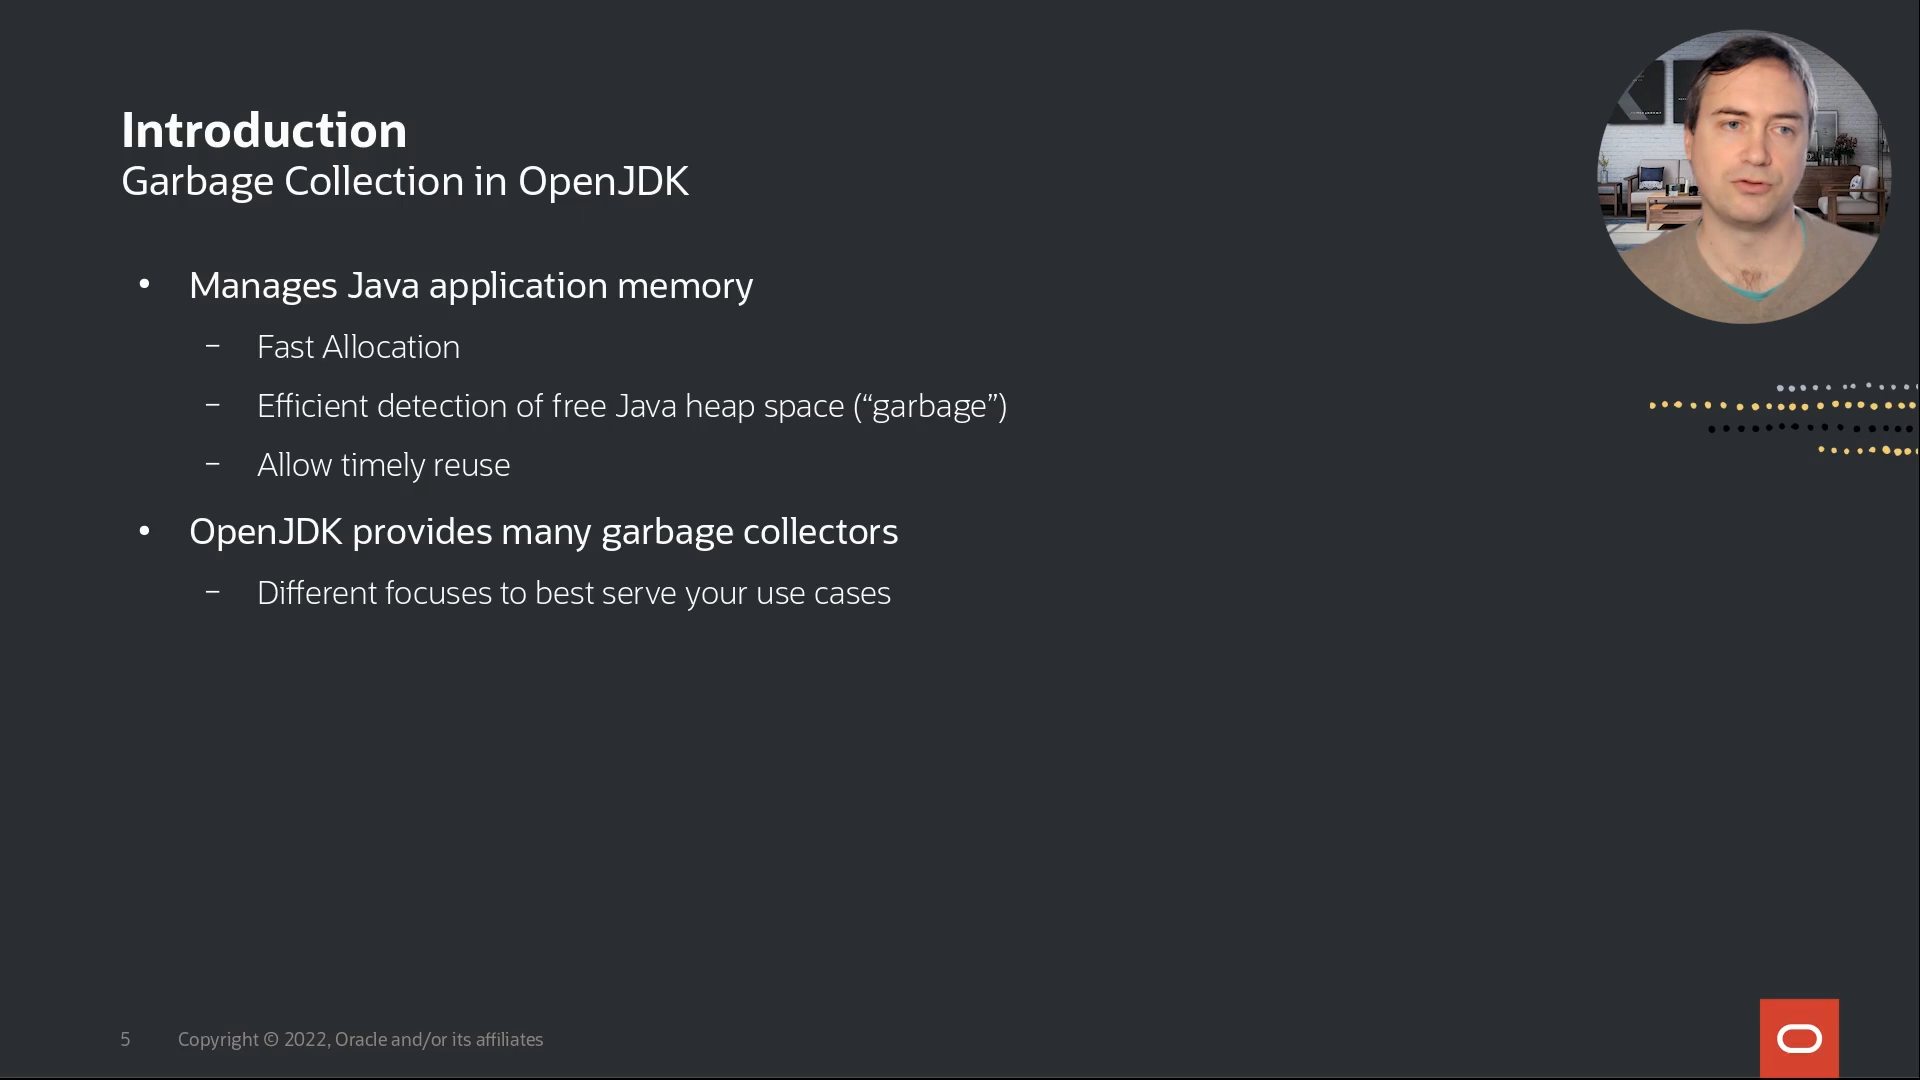 Introduction
Garbage Collection in OpenJDK
• Manages Java application memory
– Fast Allocation
– Efficient detection of free Java heap space (“garbage”)
– Allow timely reuse
• OpenJDK provides many garbage collectors
– Different focuses to best serve your use cases
5 Copyright © 2022, Oracle and/or its affiliates